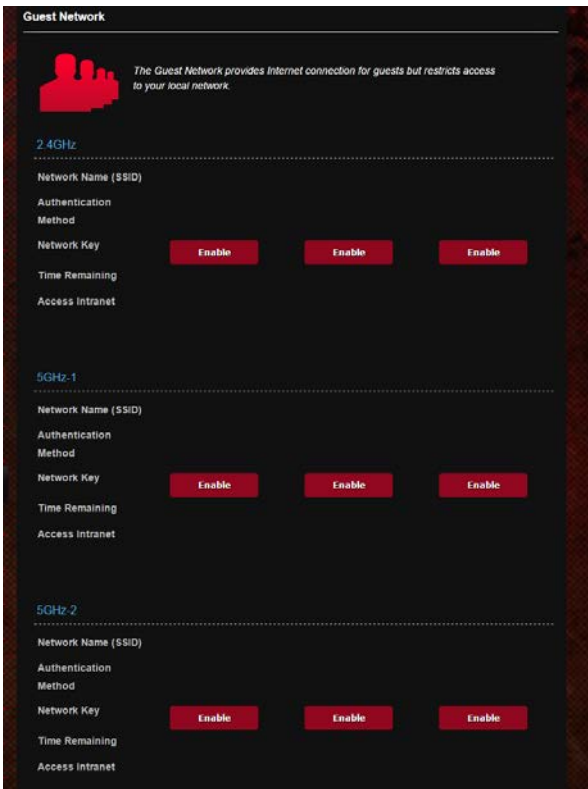 Guest Network
The Guest Network provides Internet connection for guests but restricts access
to your local network.
2.4GHz
Network Name (SSID)
Authentication
Method
Network Key
Enable Enable Enable
Time Remaining
Access Intranet
5GHz-1
Network Name (SSID)
Authentication
Method
Network Key
Enable Enable Enable
Time Remaining
Access Intranet
5GHz-2
Network Name (SSID)
Authentication
Method
Network Key
Enable Enable Enable
Time Remaining
Access Intranet